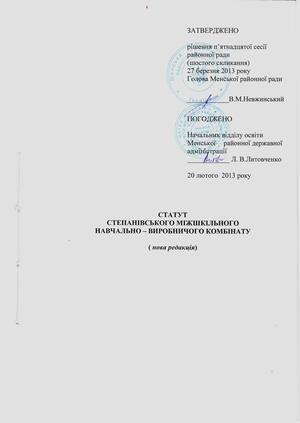 ЗАТВЕРДЖЕНО
рішення п’ятнадцятої сесії
районної ради
(шостого скликання)
27 березня 2013 року
Голова Менської районної ради
В.М.Невжинський
ПОГОДЖЕНО
Начальник відділу освіти
Менської районної державної
адміністрації
Л. В.Литовченко
20 лютого 2013 року
СТАТУТ
СТЕПАНІВСЬКОГО МІЖШКІЛЬНОГО
НАВЧАЛЬНО – ВИРОБНИЧОГО КОМБІНАТУ
( нова редакція)